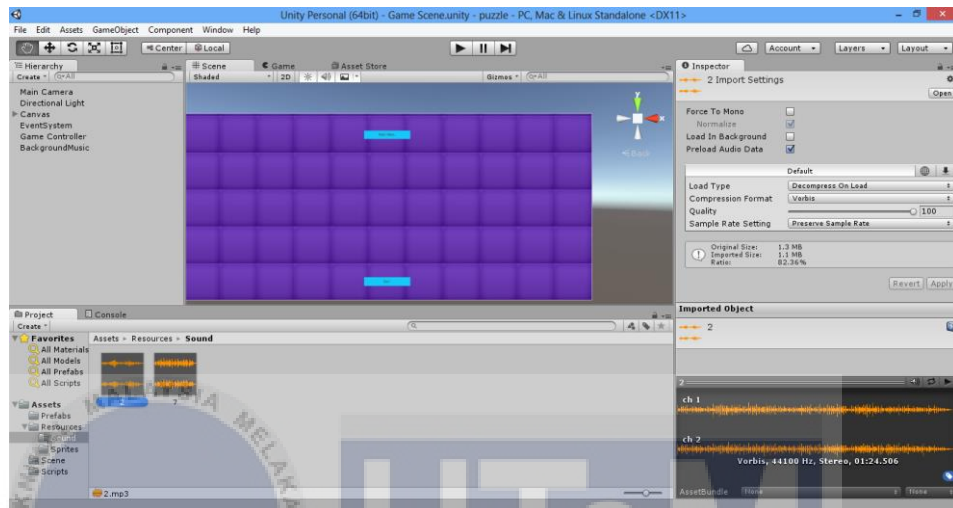 Unity Personal (64bit) - Game Scene.unity - puzzle - PC, Mac & Linux Standalone <DX11>
File Edit Assets GameObject Component Window Help
Center Local Account Layers Layout
Hierarchy
Create All
Main Camera
Directional Light
Canvas
EventSystem
Game Controller
BackgroundMusic
Scene Game Asset Store
Shaded 2D Gizmos All
y
x
Back
Inspector
2 Import Settings
Open
Force To Mono
Normalize
Load In Background
Preload Audio Data
Default
Load Type Decompress On Load
Compression Format Vorbis
Quality 100
Sample Rate Setting Preserve Sample Rate
Original Size: 1.3 MB
Imported Size: 1.1 MB
Ratio: 82.36%
Revert Apply
Imported Object
2
2
ch 1
ch 2
Vorbis, 44100 Hz, Stereo, 01:24.506
AssetBundle None None
Project Console
Create
Favorites
All Materials
All Models
All Prefabs
All Scripts
Assets
Prefabs
Resources
Sound
Sprites
Scene
Scripts
Assets Resources Sound
2
2.mp3
MELAKA